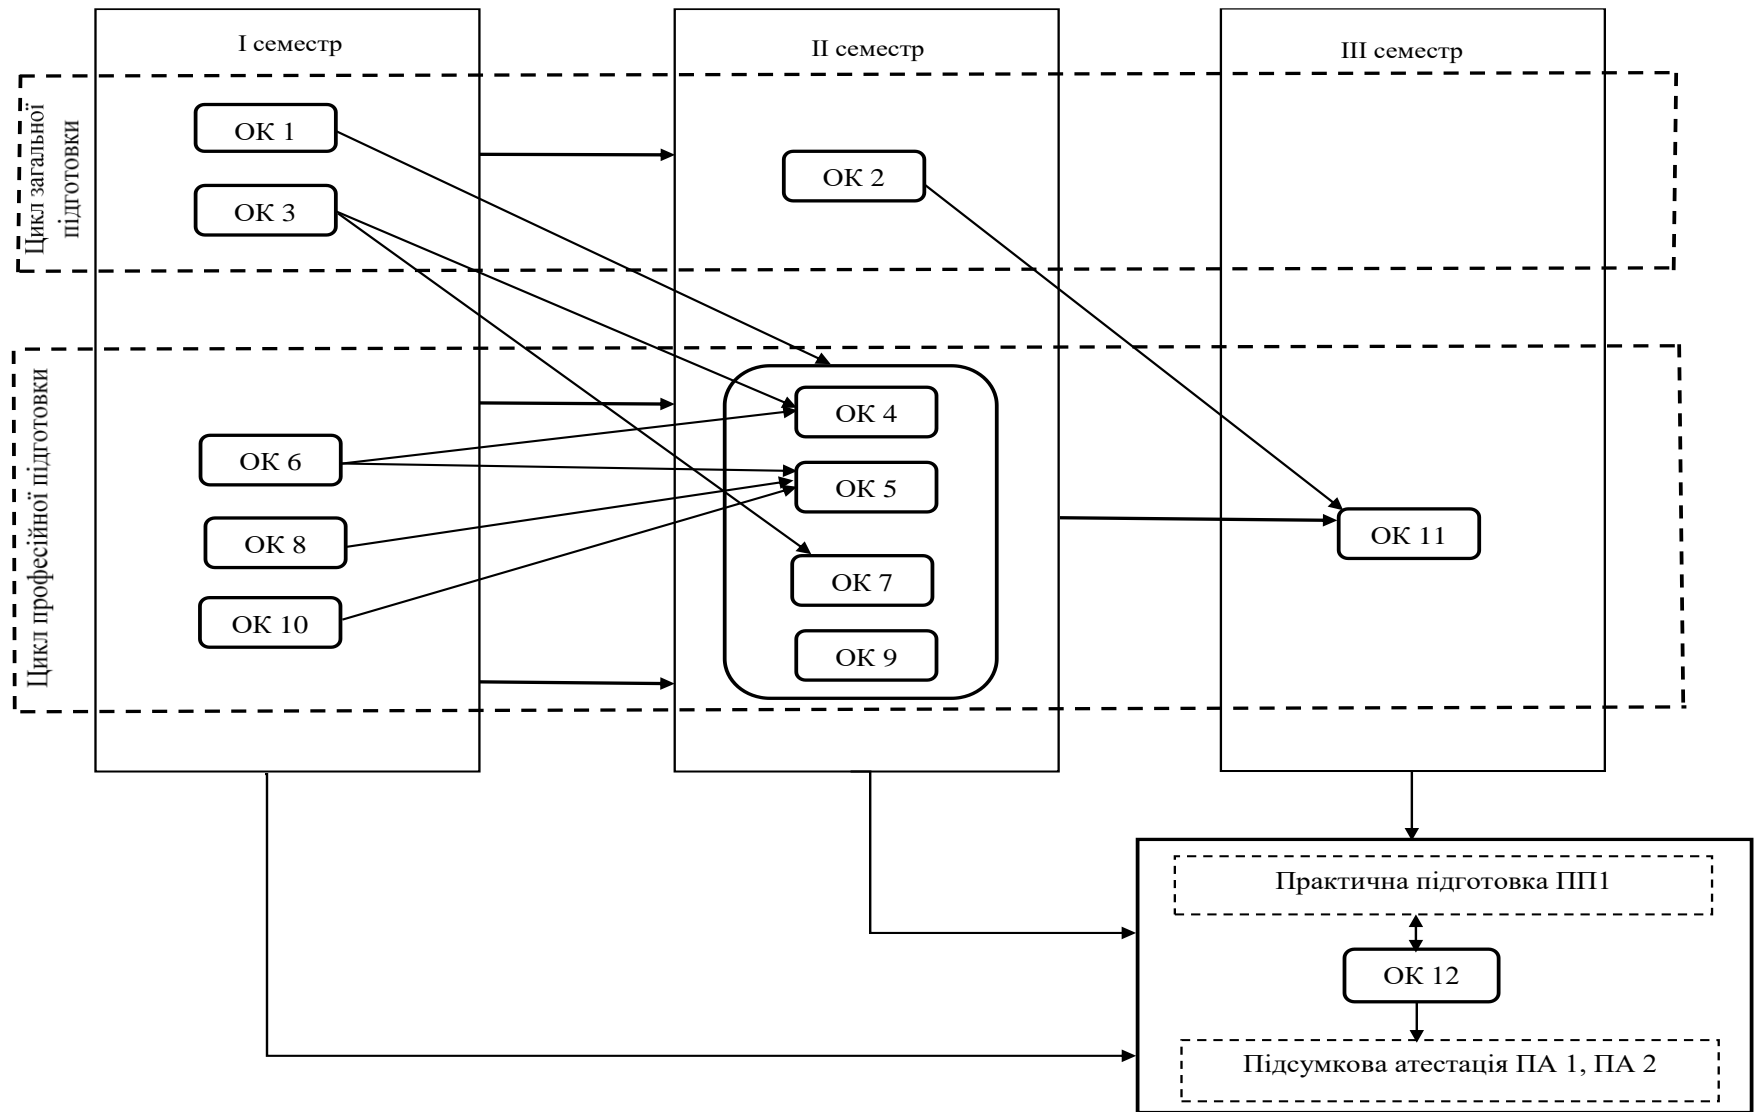 І семестр
ІІ семестр
ІІІ семестр
Цикл загальної
підготовки
ОК 1
ОК 3
ОК 2
Цикл професійної підготовки
ОК 6
ОК 8
ОК 10
ОК 4
ОК 5
ОК 7
ОК 9
ОК 11
Практична підготовка ПП1
ОК 12
Підсумкова атестація ПА 1, ПА 2